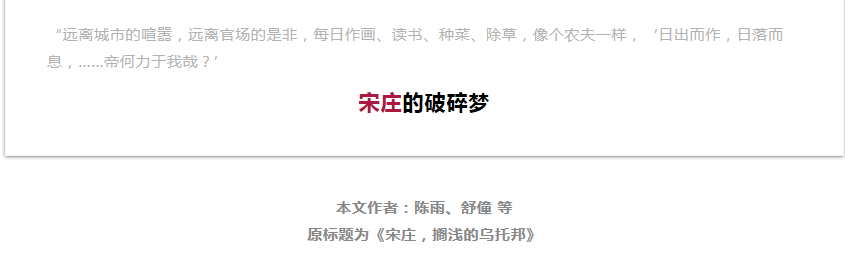 “远离城市的喧嚣，远离官场的是非，每日作画、读书、种菜、除草，像个农夫一样，‘日出而作，日落而
息，……帝何力于我哉？’
宋庄的破碎梦
本文作者：陈雨、舒僮 等
原标题为《宋庄，搁浅的乌托邦》